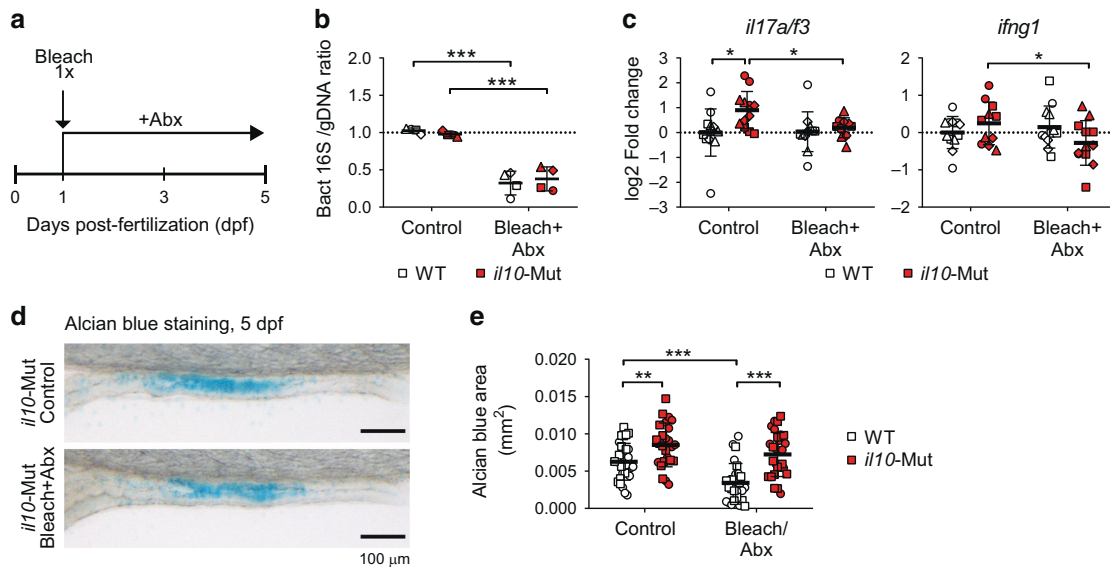 a
Bleach
1x
+Abx
0
1
3
5
Days post-fertilization (dpf)
b
Bact 16S /gDNA ratio
2.0
1.5
1.0
0.5
0
***
***
Control
Bleach+
Abx
WT
il10-Mut
c
il17a/f3
log2 Fold change
3
2
1
0
–1
–2
–3
*
*
Control
Bleach+
Abx
ifng1
2
1
0
–1
–2
*
Control
Bleach+
Abx
WT
il10-Mut
d
Alcian blue staining, 5 dpf
il10-Mut
Control
il10-Mut
Bleach+Abx
100 μm
e
Alcian blue area
(mm2)
0.020
0.015
0.010
0.005
0.000
***
**
***
Control
Bleach/
Abx
WT
il10-Mut